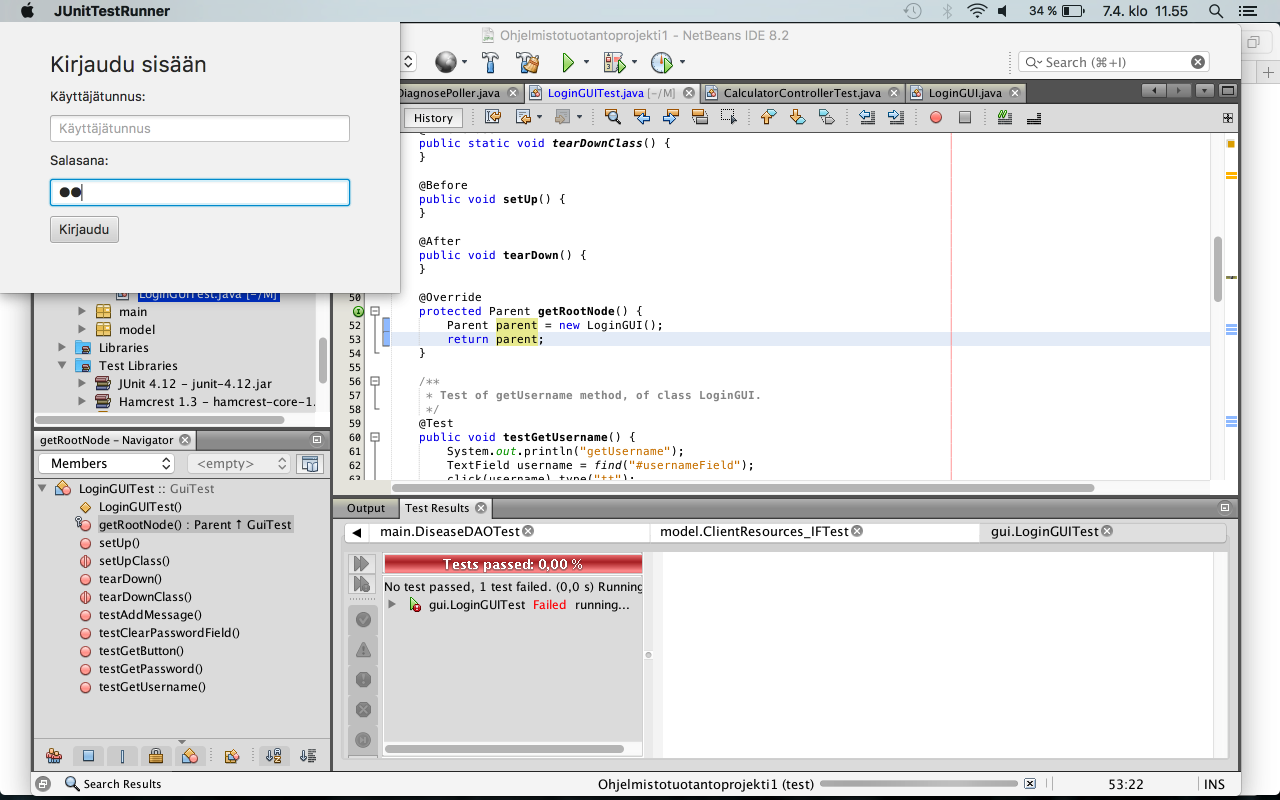 JUnitTestRunner
34 %
7.4. klo 11.55
Kirjaudu sisään
Käyttäjätunnus:
Käyttäjätunnus
Salasana:
Kirjaudu
Ohjelmistotuotantoprojekti1 - NetBeans IDE 8.2
Search (⌘+I)
DiagnosePoller.java
LoginGUITest.java [-/M]
CalculatorControllerTest.java
LoginGUI.java
History
public static void tearDownClass() {
}
@Before
public void setUp() {
}
@After
public void tearDown() {
}
50 @Override
protected Parent getRootNode() {
52 Parent parent = new LoginGUI();
53 return parent;
54 }
55
56 /**
57 * Test of getUsername method, of class LoginGUI.
58 */
59 @Test
60 public void testGetUsername() {
61 System.out.println("getUsername");
62 TextField username = find("#usernameField");
63 click(username).type("tt");
LoginGUITest.java [-/M]
main
model
Libraries
Test Libraries
JUnit 4.12 - junit-4.12.jar
Hamcrest 1.3 - hamcrest-core-1.
getRootNode - Navigator
Members
<empty>
LoginGUITest :: GuiTest
LoginGUITest()
getRootNode() : Parent ↑ GuiTest
setUp()
setUpClass()
tearDown()
tearDownClass()
testAddMessage()
testClearPasswordField()
testGetButton()
testGetPassword()
testGetUsername()
Output
Test Results
main.DiseaseDAOTest
model.ClientResources_IFTest
gui.LoginGUITest
Tests passed: 0,00 %
No test passed, 1 test failed. (0,0 s) Running
gui.LoginGUITest Failed running...
Search Results
Ohjelmistotuotantoprojekti1 (test)
53:22
INS